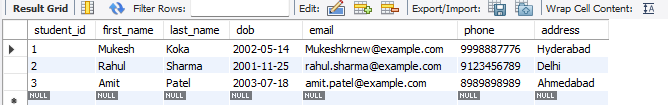 Result Grid Filter Rows: Edit: Export/Import: Wrap Cell Content:
student_id first_name last_name dob email phone address
1 Mukesh Koka 2002-05-14 Mukeshkrnew@example.com 9998887776 Hyderabad
2 Rahul Sharma 2001-11-25 rahul.sharma@example.com 9123456789 Delhi
3 Amit Patel 2003-07-18 amit.patel@example.com 8989898989 Ahmedabad
NULL NULL NULL NULL NULL NULL NULL